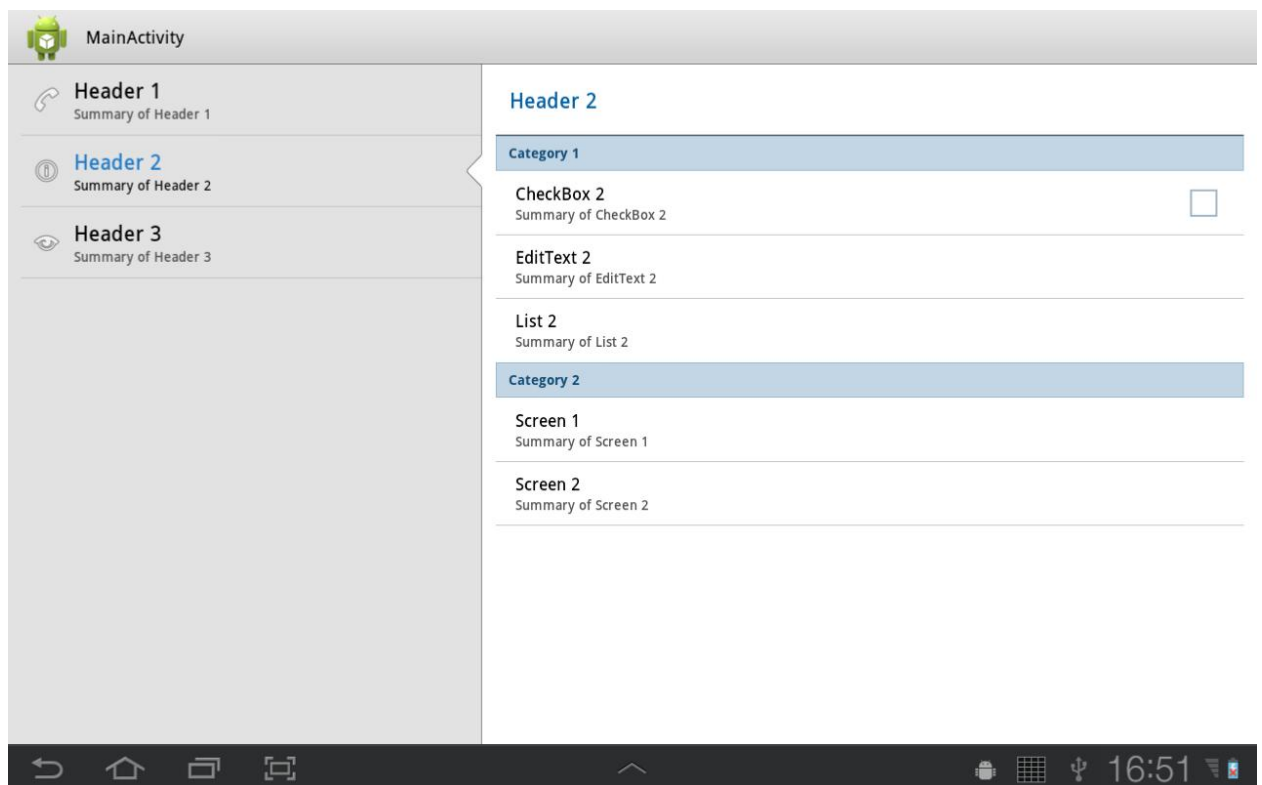 MainActivity
Header 1
Summary of Header 1
Header 2
Summary of Header 2
Header 3
Summary of Header 3
Header 2
Category 1
CheckBox 2
Summary of CheckBox 2
EditText 2
Summary of EditText 2
List 2
Summary of List 2
Category 2
Screen 1
Summary of Screen 1
Screen 2
Summary of Screen 2
16:51